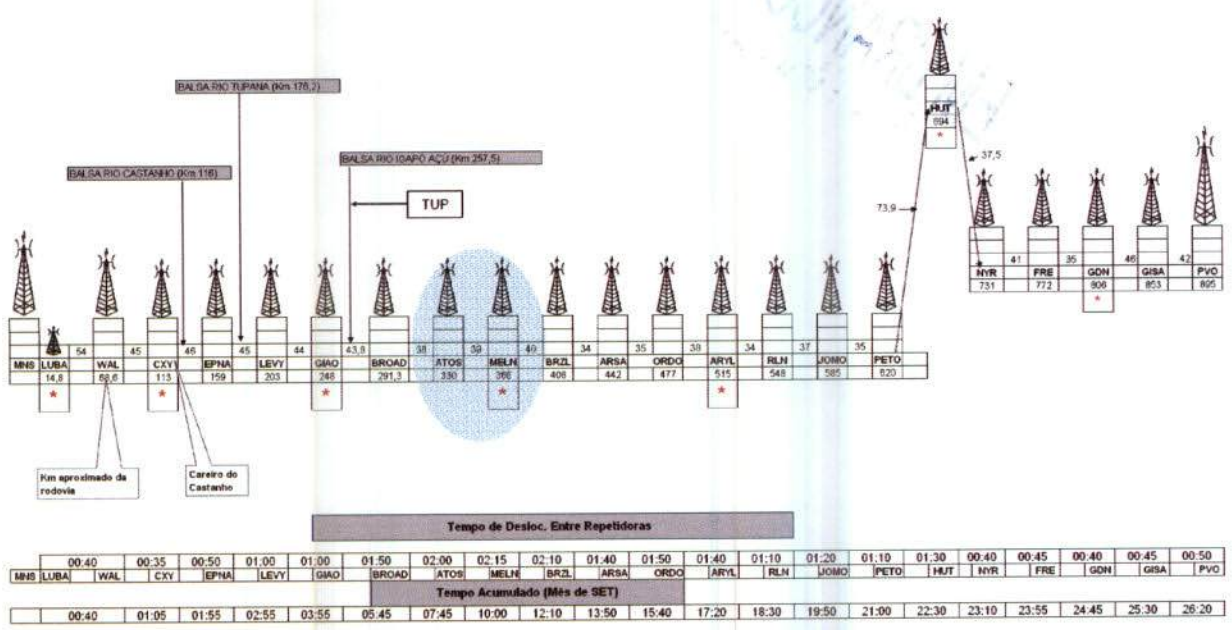 HUT
694
*
37,5
73,9
BALSA RIO TUPANA (Km 178,2)
BALSA RIO CASTANHO (Km 116)
BALSA RIO IGAPÓ AÇÚ (Km 257,5)
TUP
41 35 46 42
NYR FRE GDN GISA PVO
731 772 806 853 895
*
54 45 46 45 44 43,8 38 39 40 34 35 38 34 37 35
MNS LUBA WAL CXY EPNA LEVY GIAO BROAD ATOS MELN BRZL ARSA ORDO ARYL RLN JOMO PETO
14,8 68,6 113 159 203 248 291,3 330 368 408 442 477 515 548 585 620
* * * * *
Km aproximado da
rodovia
Careiro do
Castanho
Tempo de Desloc. Entre Repetidoras
00:40 00:35 00:50 01:00 01:00 01:50 02:00 02:15 02:10 01:40 01:50 01:40 01:10 01:20 01:10 01:30 00:40 00:45 00:40 00:45 00:50
MNS LUBA WAL CXY EPNA LEVY GIAO BROAD ATOS MELN BRZL ARSA ORDO ARYL RLN JOMO PETO HUT NYR FRE GDN GISA PVO
Tempo Acumulado (Mês de SET)
00:40 01:05 01:55 02:55 03:55 05:45 07:45 10:00 12:10 13:50 15:40 17:20 18:30 19:50 21:00 22:30 23:10 23:55 24:45 25:30 26:20